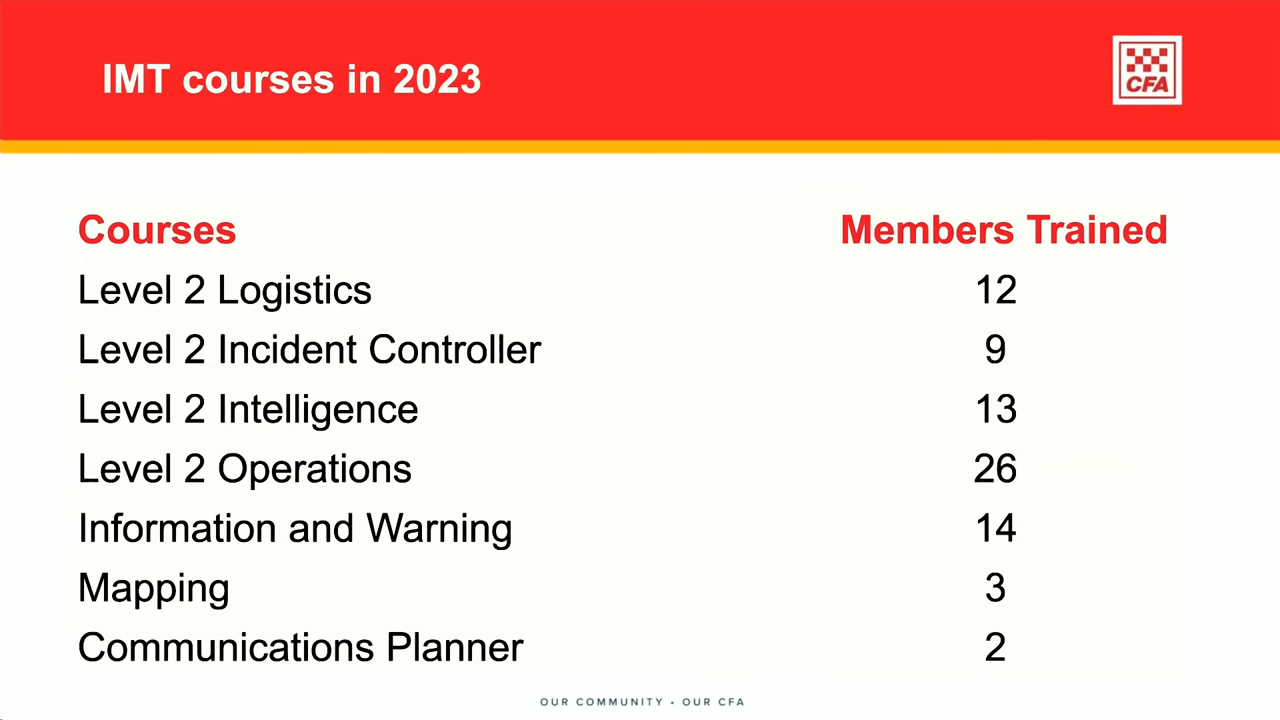 IMT courses in 2023
CFA
Courses Members Trained
Level 2 Logistics 12
Level 2 Incident Controller 9
Level 2 Intelligence 13
Level 2 Operations 26
Information and Warning 14
Mapping 3
Communications Planner 2
OUR COMMUNITY • OUR CFA